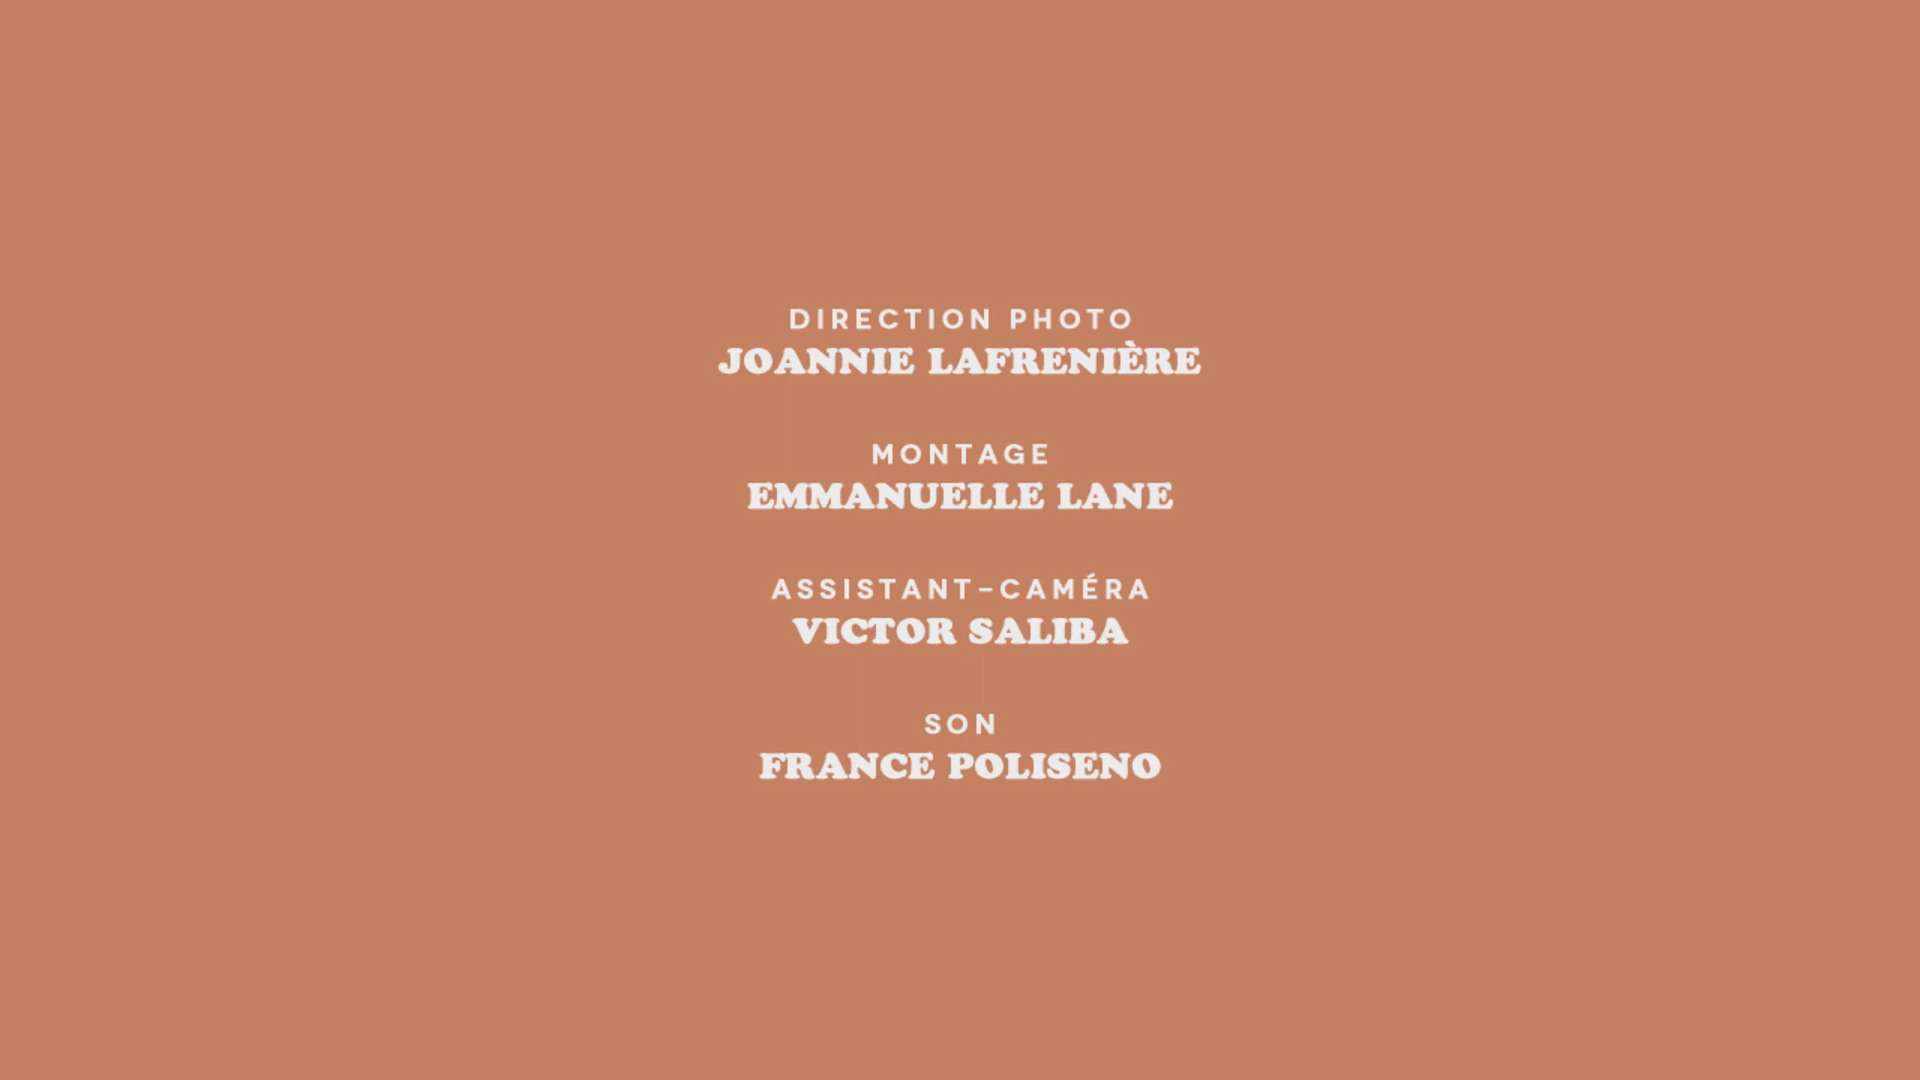 DIRECTION PHOTO
JOANNIE LAFRENIÈRE
MONTAGE
EMMANUELLE LANE
ASSISTANT-CAMÉRA
VICTOR SALIBA
SON
FRANCE POLISENO